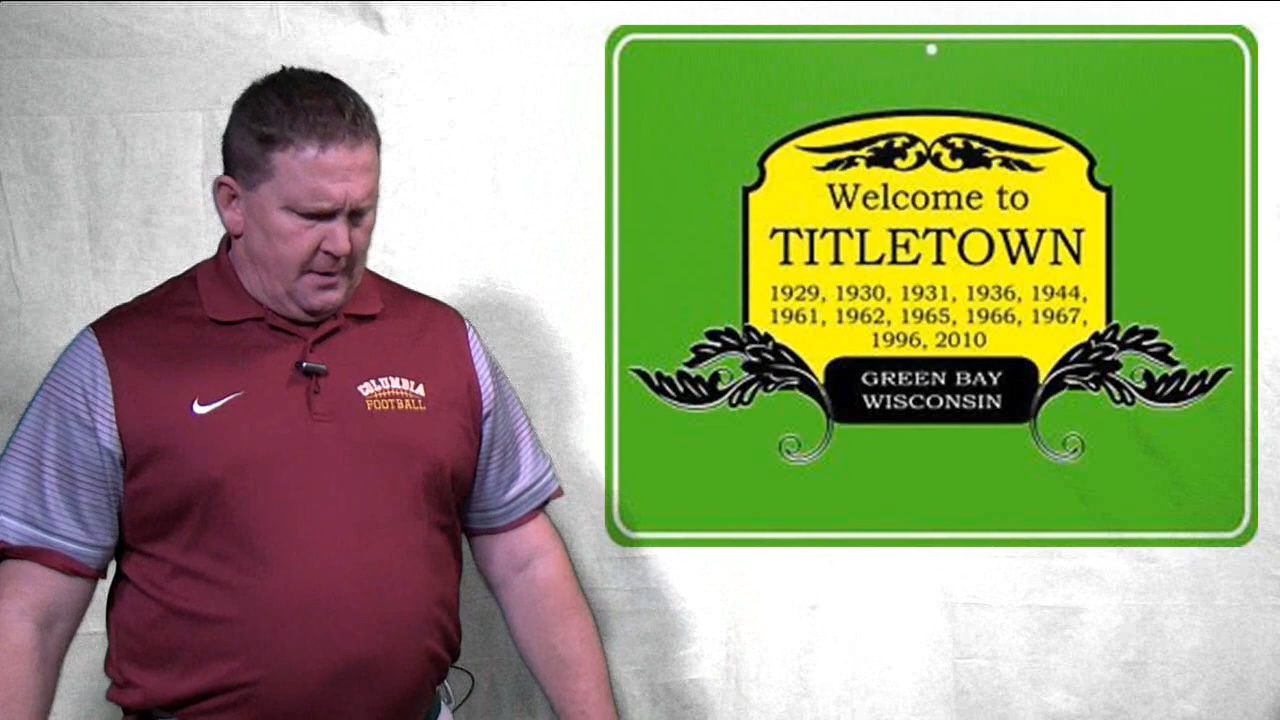 COLUMBIA
FOOTBALL
Welcome to
TITLETOWN
1929, 1930, 1931, 1936, 1944,
1961, 1962, 1965, 1966, 1967,
1996, 2010
GREEN BAY
WISCONSIN